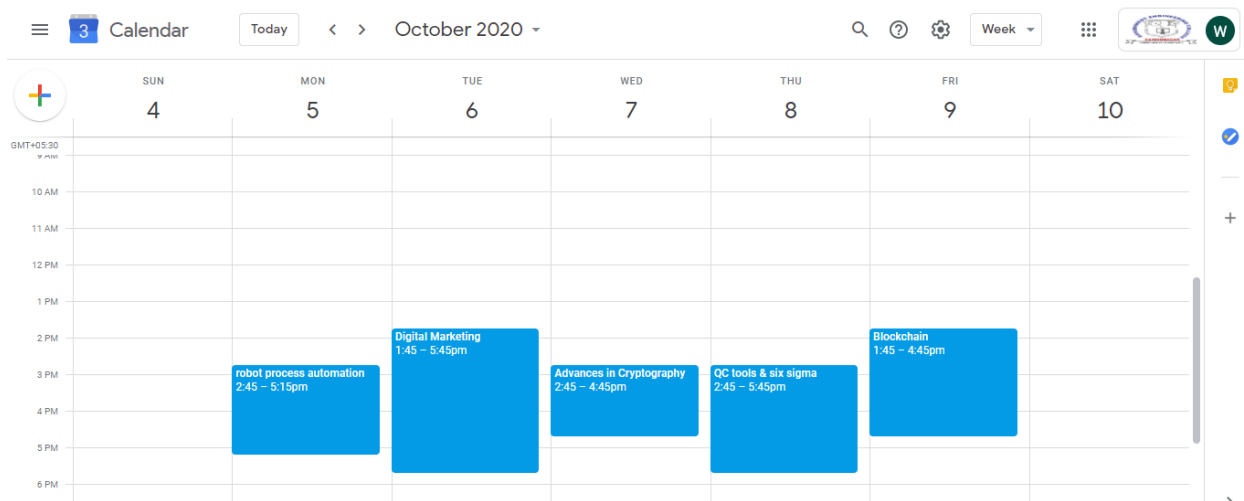 3 Calendar Today October 2020 Week W
SUN MON TUE WED THU FRI SAT
4 5 6 7 8 9 10
GMT+05:30
9 AM
10 AM
11 AM
12 PM
1 PM
2 PM
3 PM
4 PM
5 PM
6 PM
robot process automation
2:45 – 5:15pm
Digital Marketing
1:45 – 5:45pm
Advances in Cryptography
2:45 – 4:45pm
QC tools & six sigma
2:45 – 5:45pm
Blockchain
1:45 – 4:45pm